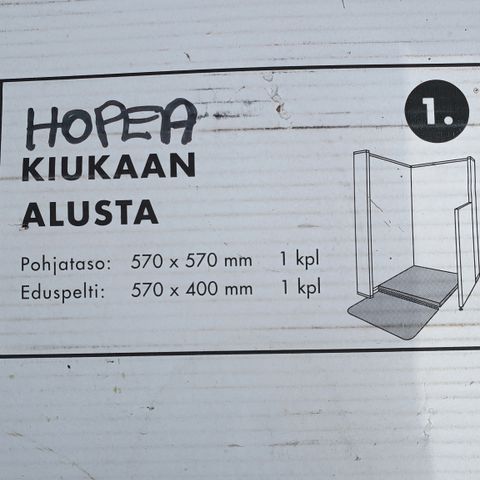 HOPEA
1.
KIUKAAN
ALUSTA
Pohjataso: 570 x 570 mm 1 kpl
Eduspelti: 570 x 400 mm 1 kpl